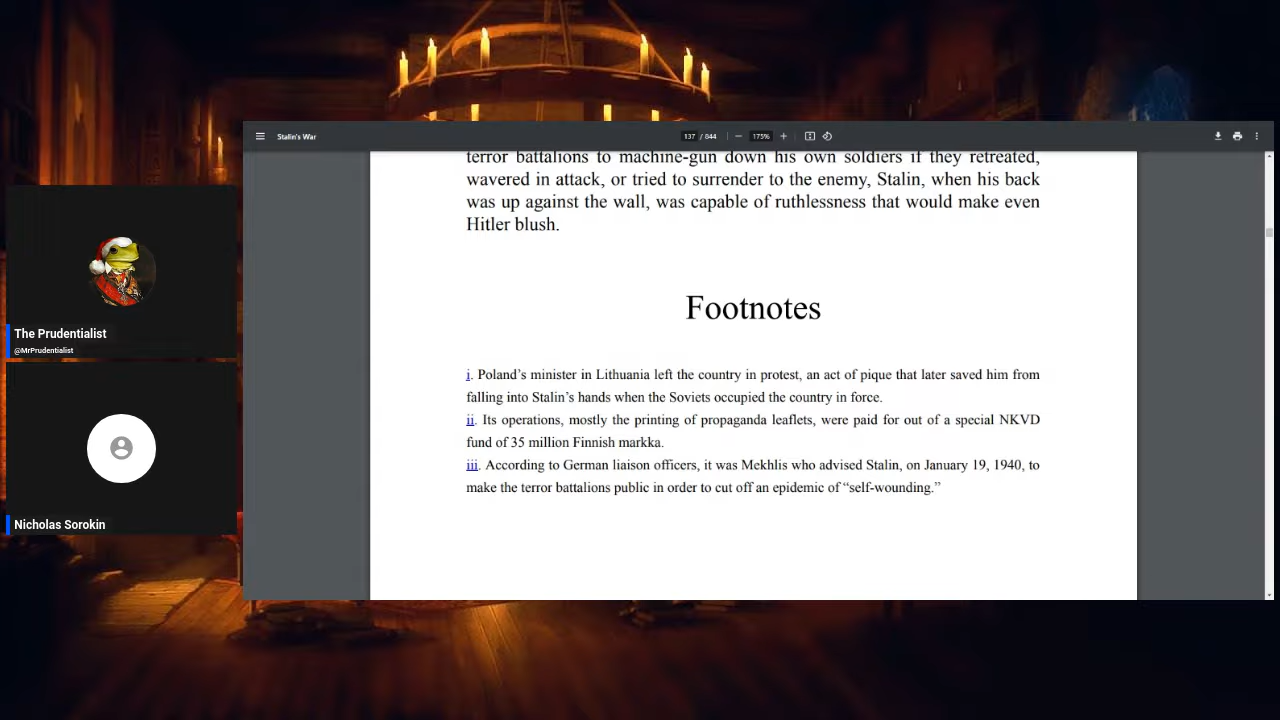 Stalin's War
137 / 844
175%
terror battalions to machine-gun down his own soldiers if they retreated,
wavered in attack, or tried to surrender to the enemy, Stalin, when his back
was up against the wall, was capable of ruthlessness that would make even
Hitler blush.
Footnotes
i. Poland's minister in Lithuania left the country in protest, an act of pique that later saved him from
falling into Stalin's hands when the Soviets occupied the country in force.
ii. Its operations, mostly the printing of propaganda leaflets, were paid for out of a special NKVD
fund of 35 million Finnish markka.
iii. According to German liaison officers, it was Mekhlis who advised Stalin, on January 19, 1940, to
make the terror battalions public in order to cut off an epidemic of “self-wounding.”
The Prudentialist
@MrPrudentialist
Nicholas Sorokin